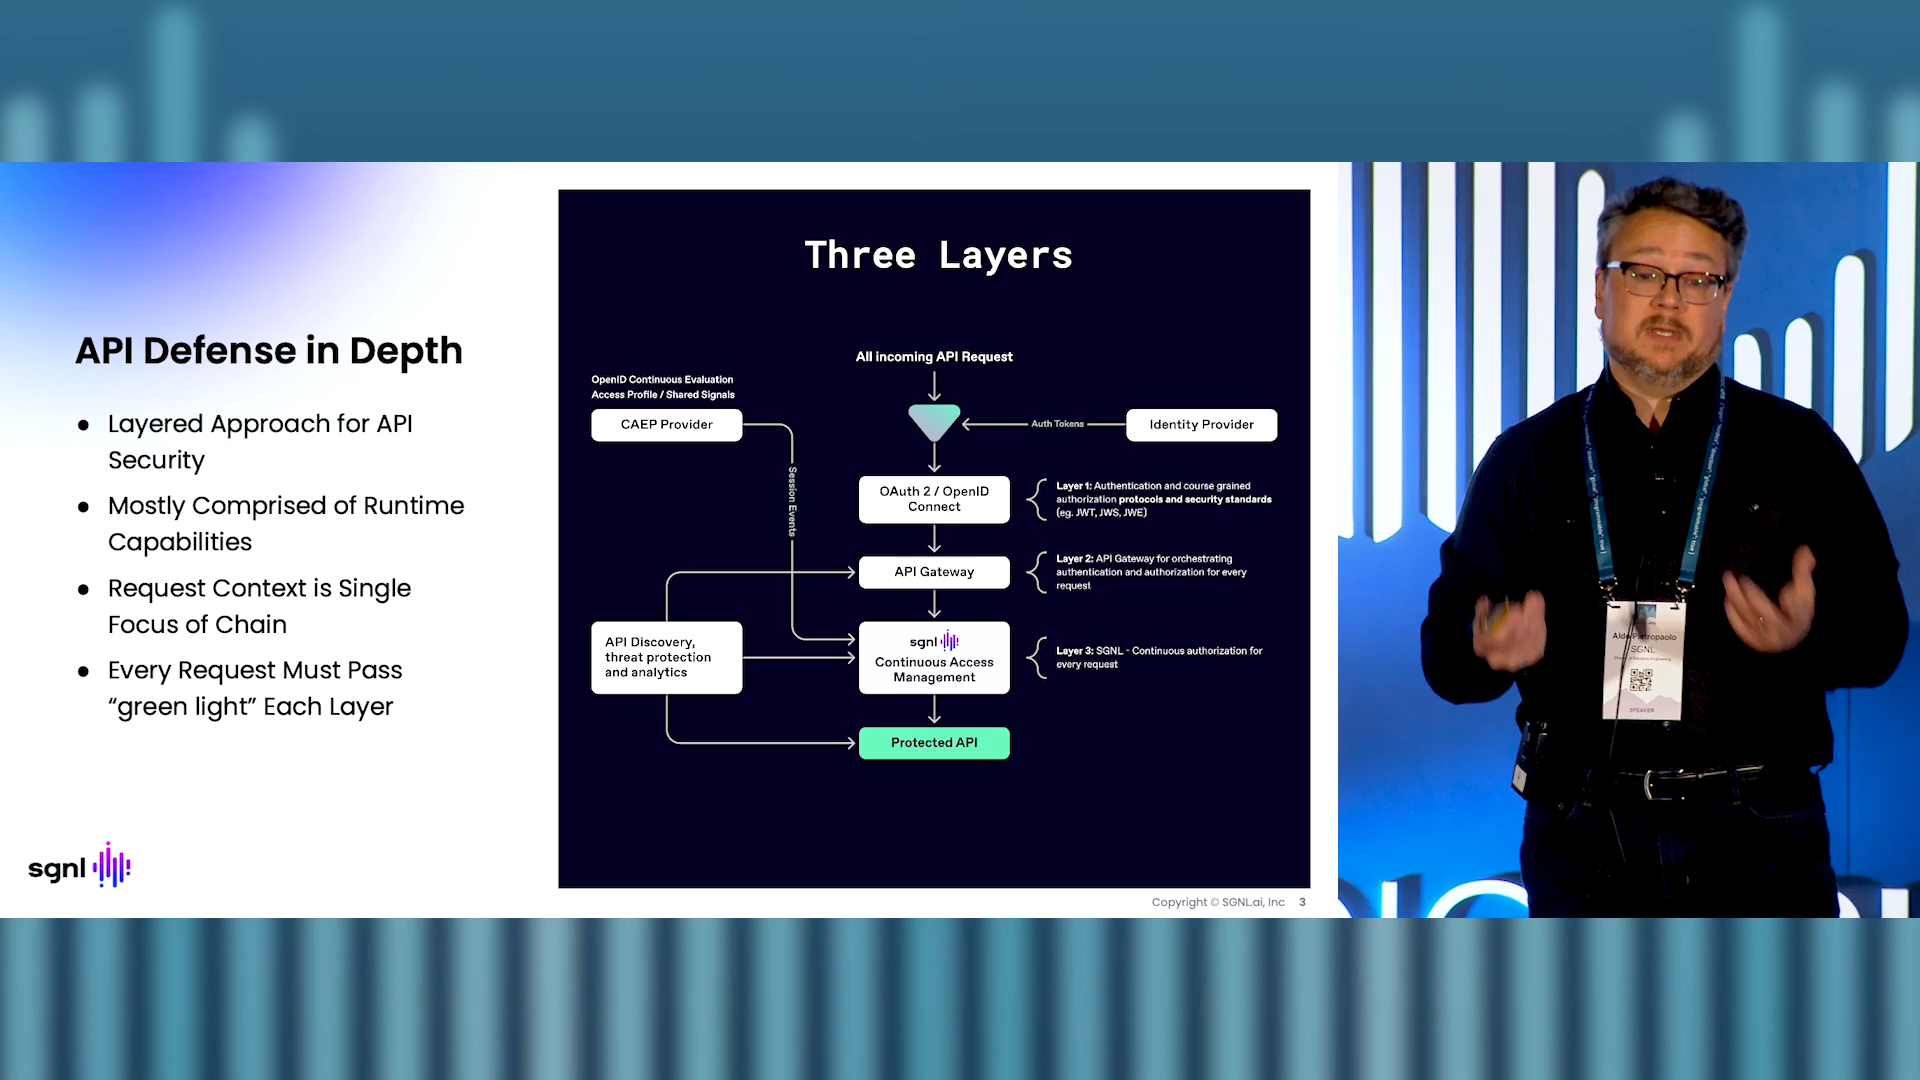 API Defense in Depth
● Layered Approach for API
Security
● Mostly Comprised of Runtime
Capabilities
● Request Context is Single
Focus of Chain
● Every Request Must Pass
“green light” Each Layer
sgnl
Three Layers
All incoming API Request
OpenID Continuous Evaluation
Access Profile / Shared Signals
CAEP Provider
Auth Tokens
Identity Provider
Session Events
OAuth 2 / OpenID
Connect
Layer 1: Authentication and course grained
authorization protocols and security standards
(eg. JWT, JWS, JWE)
API Gateway
Layer 2: API Gateway for orchestrating
authentication and authorization for every
request
API Discovery,
threat protection
and analytics
sgnl
Continuous Access
Management
Layer 3: SGNL - Continuous authorization for
every request
Protected API
Copyright © SGNL.ai, Inc 3
Aldo Pietropaolo
SGNL
SPEAKER